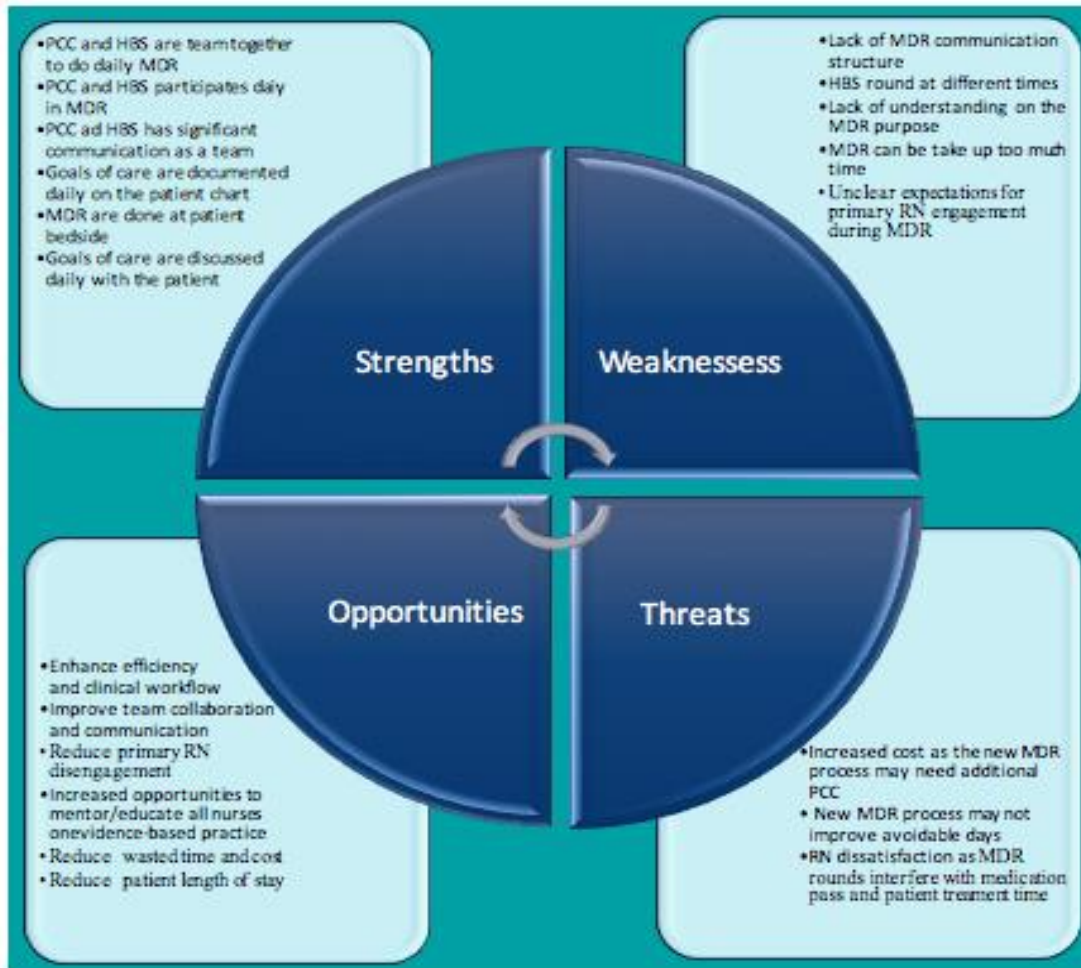 •PCC and HBS are team together
to do daily MDR
•PCC and HBS participates daiy
in MDR
•PCC ad HBS has significant
communication as a team
•Goals of care are documented
daily on the patient chart
•MDR are done at patient
bedside
•Goals of care are discussed
daily with the patient
•Lack of MDR communication
structure
•HBS round at different times
•Lack of understanding on the
MDR purpose
•MDR can be take up too much
time
•Unclear expectations for
primary RN engagement
during MDR
Strengths
Weaknessess
Opportunities
Threats
•Enhance efficiency
and clinical workflow
•Improve team collaboration
and communication
•Reduce primary RN
disengagement
•Increased opportunities to
mentor/educate all nurses
onevidence-based practice
•Reduce wasted time and cost
•Reduce patient length of stay
•Increased cost as the new MDR
process may need additional
PCC
• New MDR process may not
improve avoidable days
•RN dissatisfaction as MDR
rounds interfere with medication
pass and patient treament time